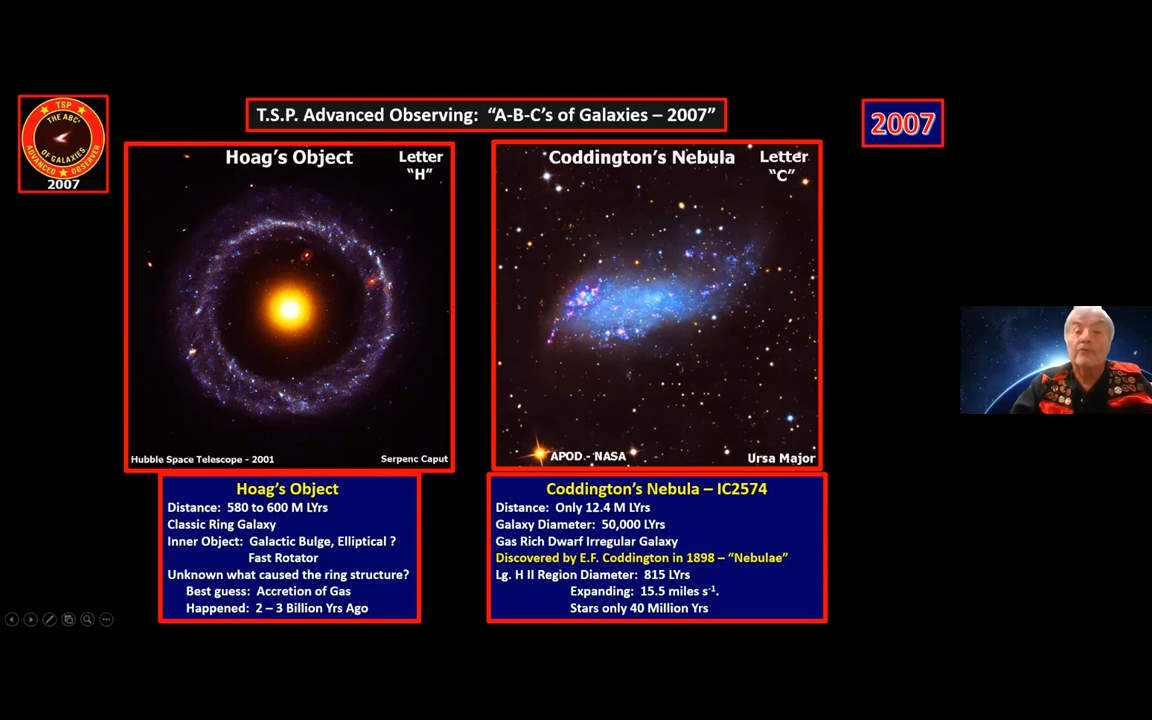 TSP
THE ABC'
OF GALAXIES
ADVANCED OBSERVER
2007
T.S.P. Advanced Observing: “A-B-C’s of Galaxies – 2007”
2007
Hoag’s Object
Letter
“H”
Hubble Space Telescope - 2001
Serpenc Caput
Coddington’s Nebula
Letter
“C”
APOD - NASA
Ursa Major
Hoag’s Object
Distance: 580 to 600 M LYrs
Classic Ring Galaxy
Inner Object: Galactic Bulge, Elliptical ?
Fast Rotator
Unknown what caused the ring structure?
Best guess: Accretion of Gas
Happened: 2 – 3 Billion Yrs Ago
Coddington’s Nebula – IC2574
Distance: Only 12.4 M LYrs
Galaxy Diameter: 50,000 LYrs
Gas Rich Dwarf Irregular Galaxy
Discovered by E.F. Coddington in 1898 – “Nebulae”
Lg. H II Region Diameter: 815 LYrs
Expanding: 15.5 miles s⁻¹.
Stars only 40 Million Yrs